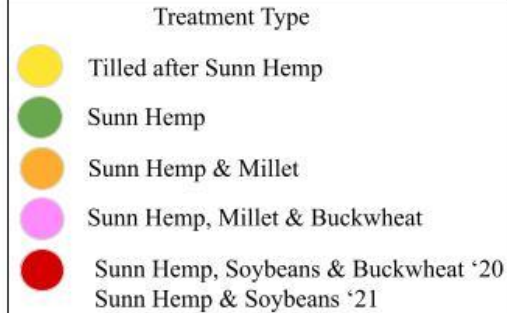 Treatment Type
Tilled after Sunn Hemp
Sunn Hemp
Sunn Hemp & Millet
Sunn Hemp, Millet & Buckwheat
Sunn Hemp, Soybeans & Buckwheat ‘20
Sunn Hemp & Soybeans ‘21